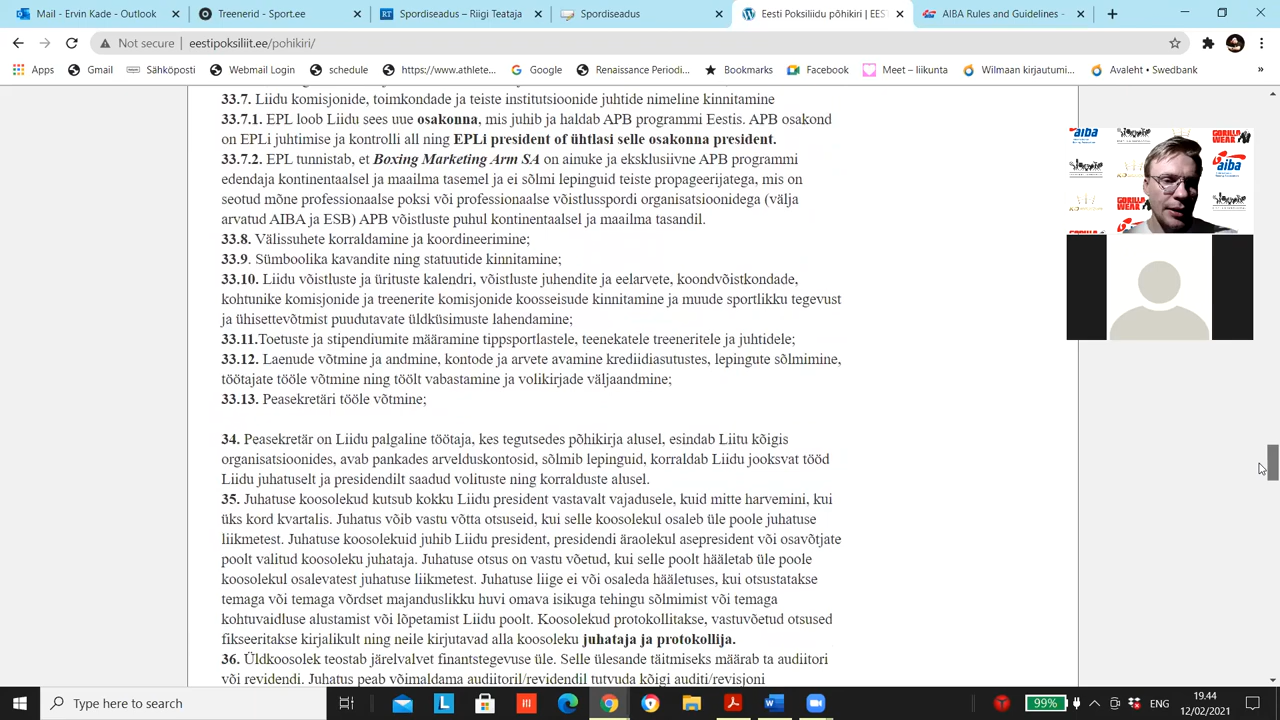 Mail - Ervin Kade - Outlook
Treenerid - Sport.ee
RT Spordiseadus – Riigi Teataja
Spordiseadus
Eesti Poksiliidu põhikiri | EES
AIBA Rules and Guidelines -
Not secure | eestipoksiliit.ee/pohikiri/
Apps Gmail Sähköposti Webmail Login schedule https://www.athlete... Google Renaissance Periodi... Bookmarks Facebook Meet – liikunta Wilmaan kirjautumi... Avaleht – Swedbank »
33.7. Liidu komisjonide, toimkondade ja teiste institutsioonide juhtide nimeline kinnitamine
33.7.1. EPL loob Liidu sees uue osakonna, mis juhib ja haldab APB programmi Eestis. APB osakond
on EPLi juhtimise ja kontrolli all ning EPLi president of ühtlasi selle osakonna president.
33.7.2. EPL tunnistab, et Boxing Marketing Arm SA on ainuke ja eksklusiivne APB programmi
edendaja kontinentaalsel ja maailma tasemel ja ei sõlmi lepinguid teiste propageerijatega, mis on
seotud mõne professionaalse poksi või professionaalse võistlusspordi organisatsioonidega (välja
arvatud AIBA ja ESB) APB võistluste puhul kontinentaalsel ja maailma tasandil.
33.8. Välissuhete korraldamine ja koordineerimine;
33.9. Sümboolika kavandite ning statuutide kinnitamine;
33.10. Liidu võistluste ja ürituste kalendri, võistluste juhendite ja eelarvete, koondvõistkondade,
kohtunike komisjonide ja treenerite komisjonide koosseisude kinnitamine ja muude sportlikku tegevust
ja ühisettevõtmist puudutavate üldküsimuste lahendamine;
33.11.Toetuste ja stipendiumite määramine tippsportlastele, teenekatele treeneritele ja juhtidele;
33.12. Laenude võtmine ja andmine, kontode ja arvete avamine krediidiasutustes, lepingute sõlmimine,
töötajate tööle võtmine ning töölt vabastamine ja volikirjade väljaandmine;
33.13. Peasekretäri tööle võtmine;
34. Peasekretär on Liidu palgaline töötaja, kes tegutsedes põhikirja alusel, esindab Liitu kõigis
organisatsioonides, avab pankades arvelduskontosid, sõlmib lepinguid, korraldab Liidu jooksvat tööd
Liidu juhatuselt ja presidendilt saadud volituste ning korralduste alusel.
35. Juhatuse koosolekud kutsub kokku Liidu president vastavalt vajadusele, kuid mitte harvemini, kui
üks kord kvartalis. Juhatus võib vastu võtta otsuseid, kui selle koosolekul osaleb üle poole juhatuse
liikmetest. Juhatuse koosolekuid juhib Liidu president, presidendi äraolekul asepresident või osavõtjate
poolt valitud koosoleku juhataja. Juhatuse otsus on vastu võetud, kui selle poolt hääletab üle poole
koosolekul osalevatest juhatuse liikmetest. Juhatuse liige ei või osaleda hääletuses, kui otsustatakse
temaga või temaga võrdset majanduslikku huvi omava isikuga tehingu sõlmimist või temaga
kohtuvaidluse alustamist või lõpetamist Liidu poolt. Koosolekud protokollitakse, vastuvõetud otsused
fikseeritakse kirjalikult ning neile kirjutavad alla koosoleku juhataja ja protokollija.
36. Üldkoosolek teostab järelvalvet finantstegevuse üle. Selle ülesande täitmiseks määrab ta audiitori
või revidendi. Juhatus peab võimaldama audiitoril/revidendil tutvuda kõigi auditi/revisjoni
aiba
GORILLA
WEAR
aiba
GORILLA
WEAR
Type here to search
99%
ENG
19.44
12/02/2021